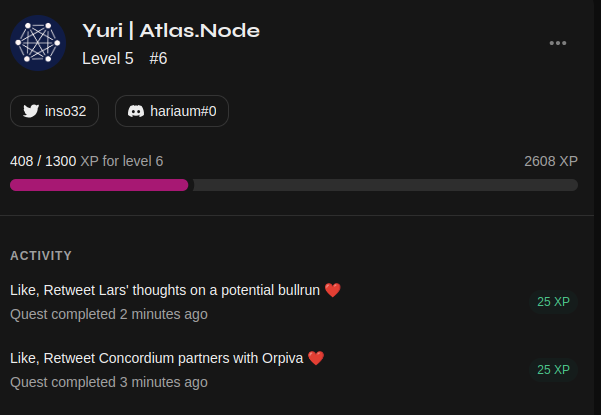 Yuri | Atlas.Node
Level 5 #6
inso32 hariaum#0
408 / 1300 XP for level 6 2608 XP
ACTIVITY
Like, Retweet Lars' thoughts on a potential bullrun ❤️
Quest completed 2 minutes ago
25 XP
Like, Retweet Concordium partners with Orpiva ❤️
Quest completed 3 minutes ago
25 XP